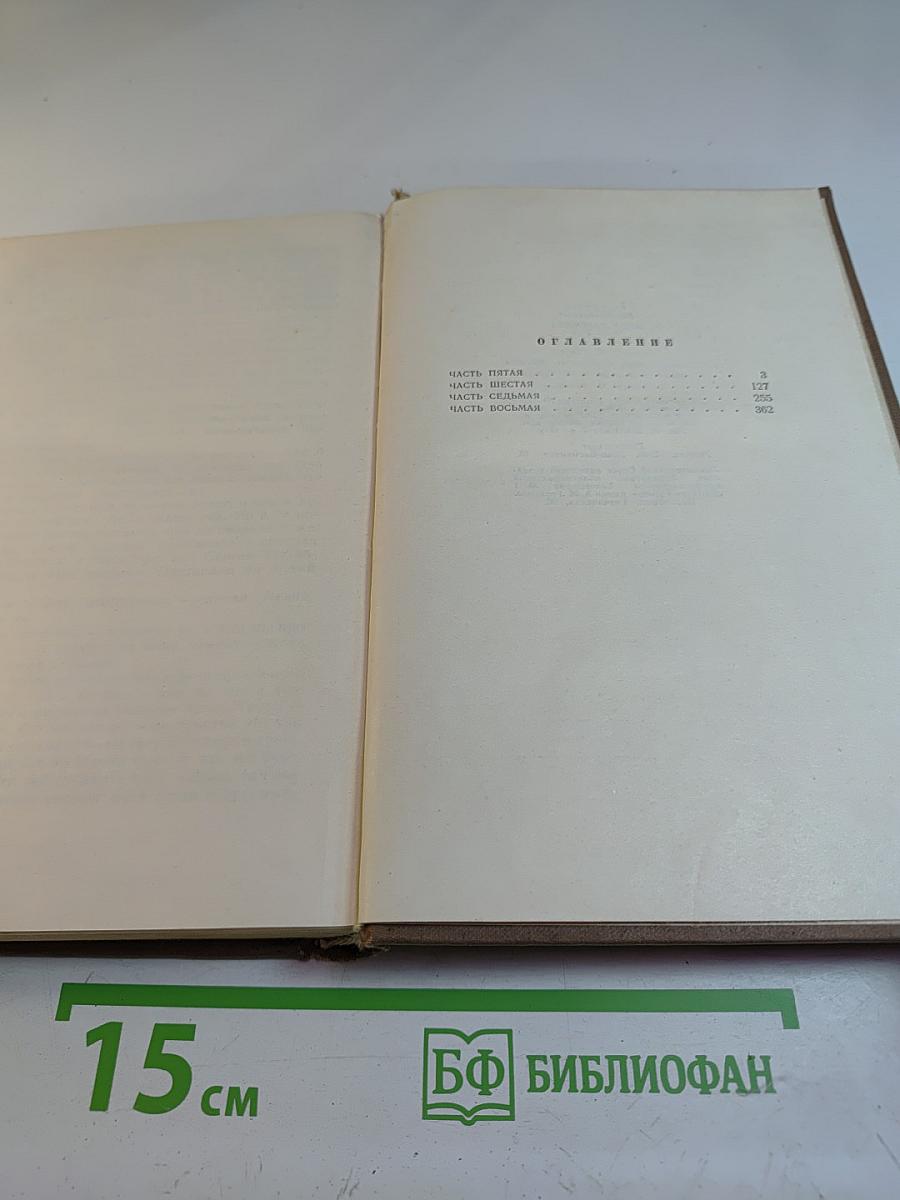 ОГЛАВЛЕНИЕ
ЧАСТЬ ПЯТАЯ . . . . . . . . . . . . . . 3
ЧАСТЬ ШЕСТАЯ . . . . . . . . . . . . . 127
ЧАСТЬ СЕДЬМАЯ . . . . . . . . . . . . . 255
ЧАСТЬ ВОСЬМАЯ . . . . . . . . . . . . . 362
15 см
БФ БИБЛИОФАН